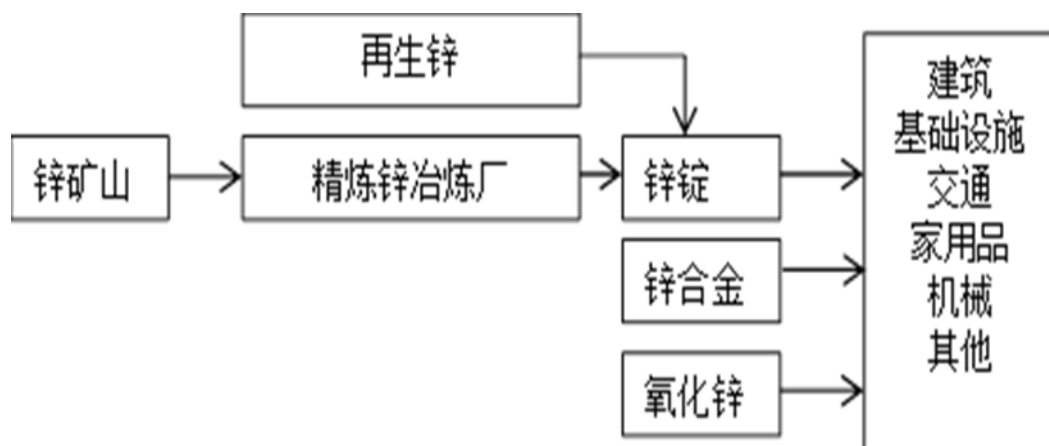 再生锌
锌矿山
精炼锌冶炼厂
锌锭
锌合金
氧化锌
建筑
基础设施
交通
家用品
机械
其他